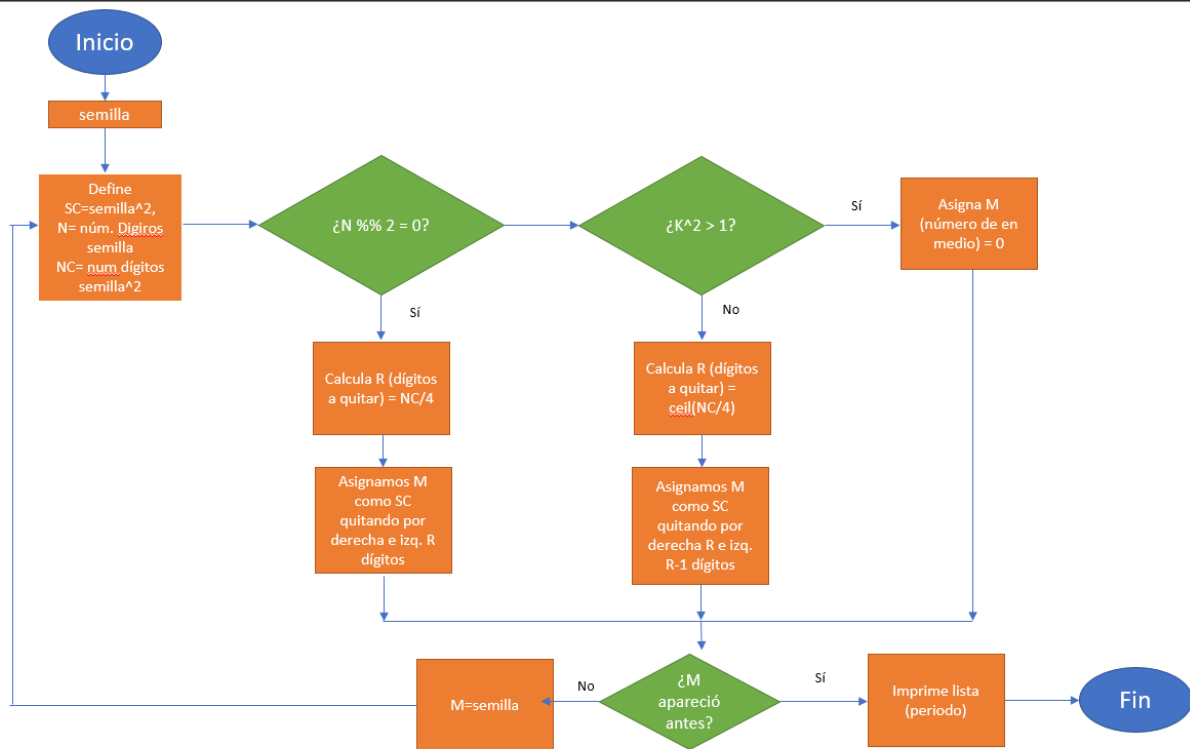 Inicio
semilla
Define
SC=semilla^2,
N= núm. Digiros
semilla
NC= num dígitos
semilla^2
¿N %% 2 = 0?
¿K^2 > 1?
Sí
Asigna M
(número de en
medio) = 0
Sí
No
Calcula R (dígitos
a quitar) = NC/4
Calcula R (dígitos
a quitar) =
ceil(NC/4)
Asignamos M
como SC
quitando por
derecha e izq. R
dígitos
Asignamos M
como SC
quitando por
derecha R e izq.
R-1 dígitos
M=semilla
No
¿M
apareció
antes?
Sí
Imprime lista
(periodo)
Fin